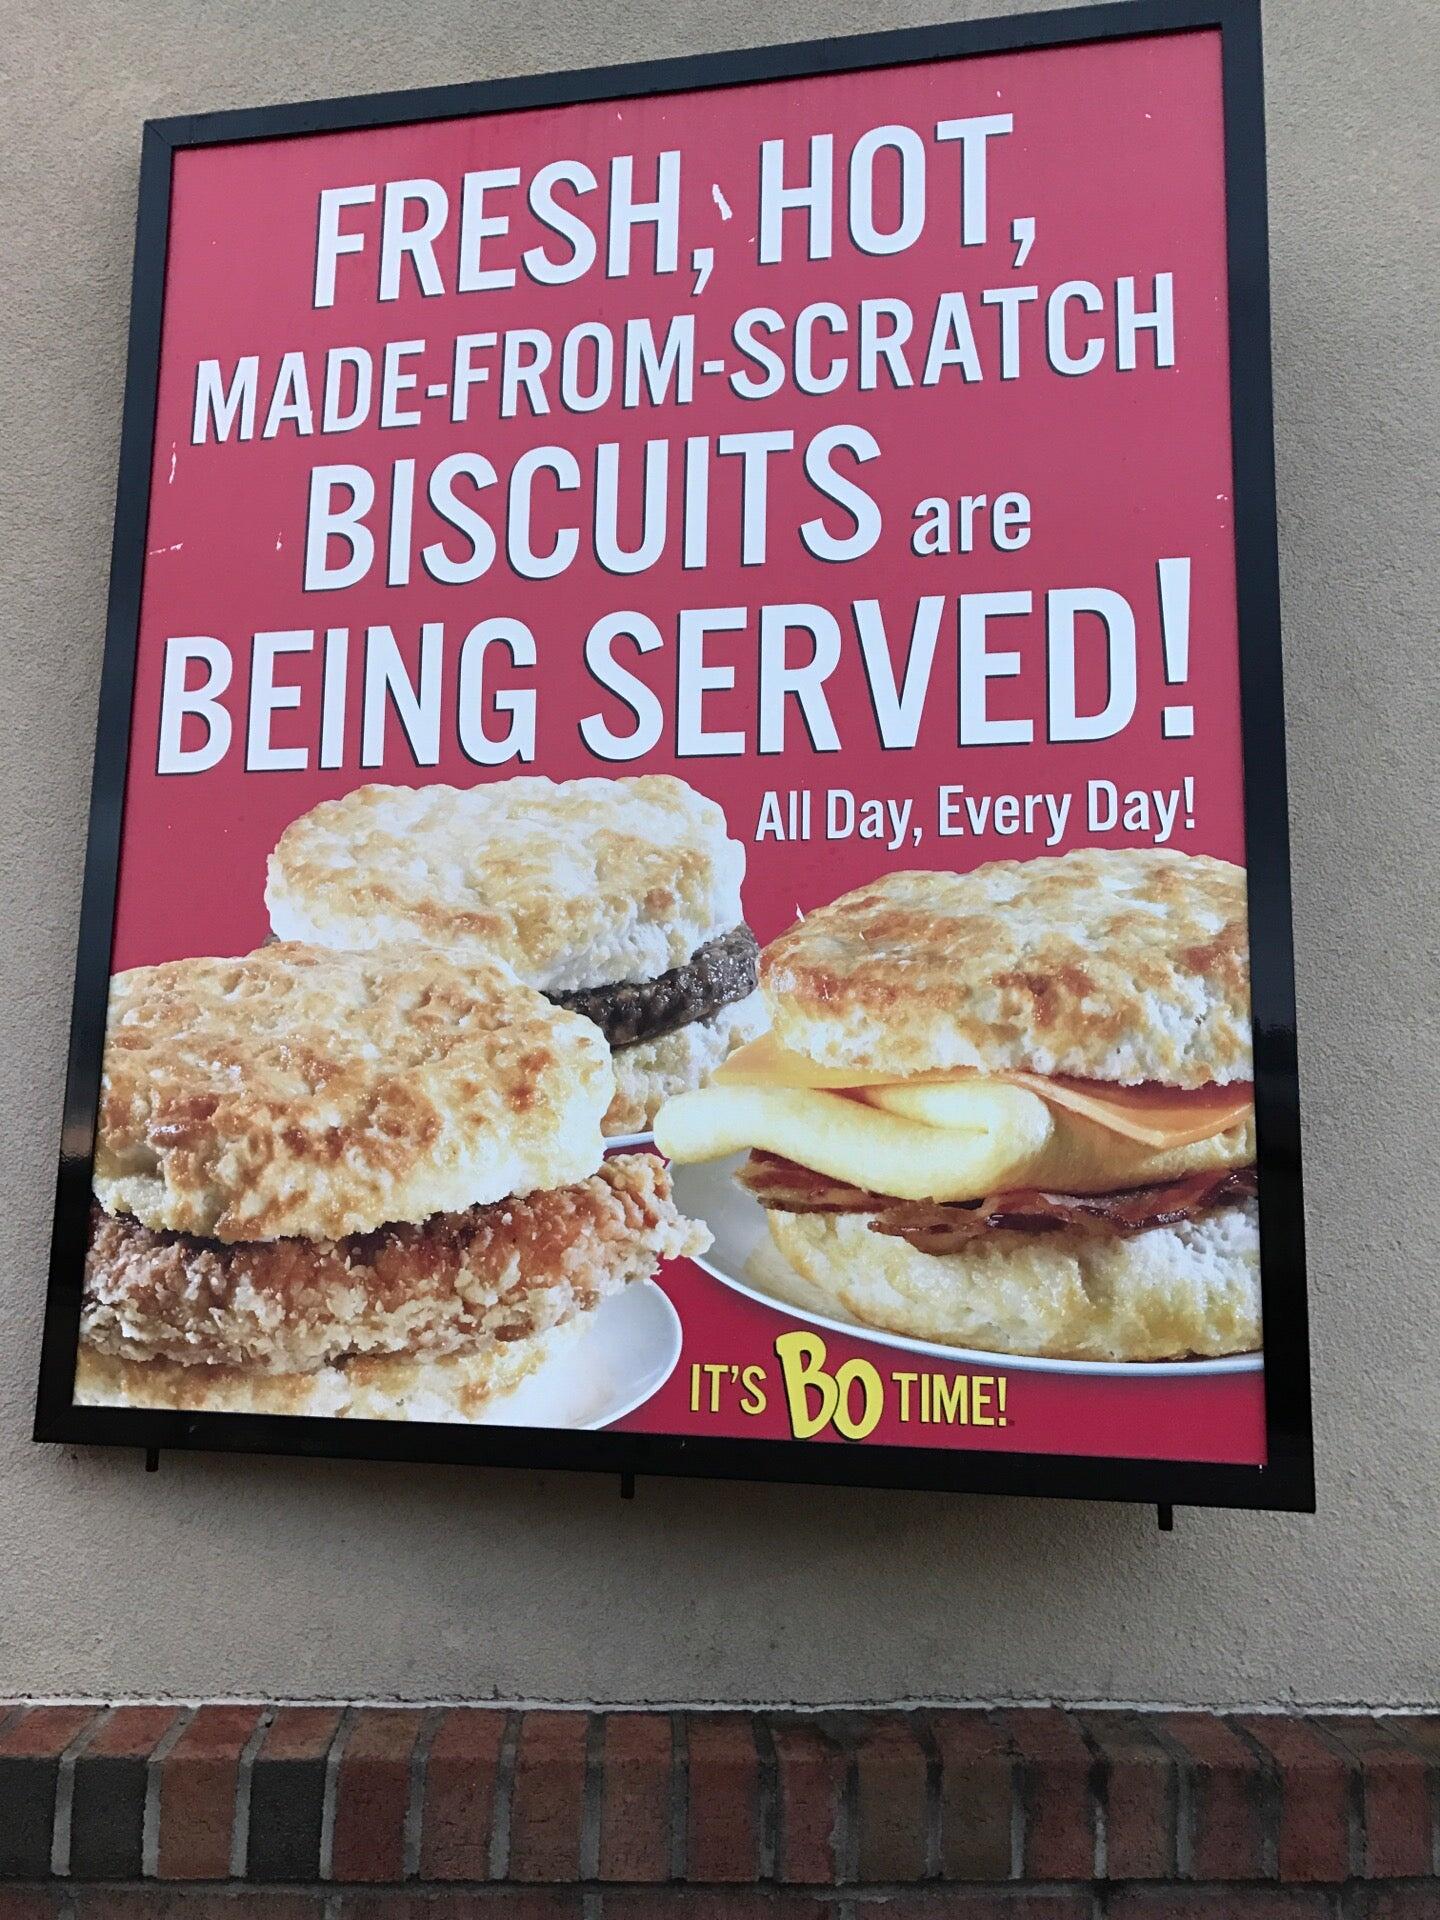 FRESH, HOT,
MADE-FROM-SCRATCH
BISCUITS are
BEING SERVED!
All Day, Every Day!
IT'S BO TIME!